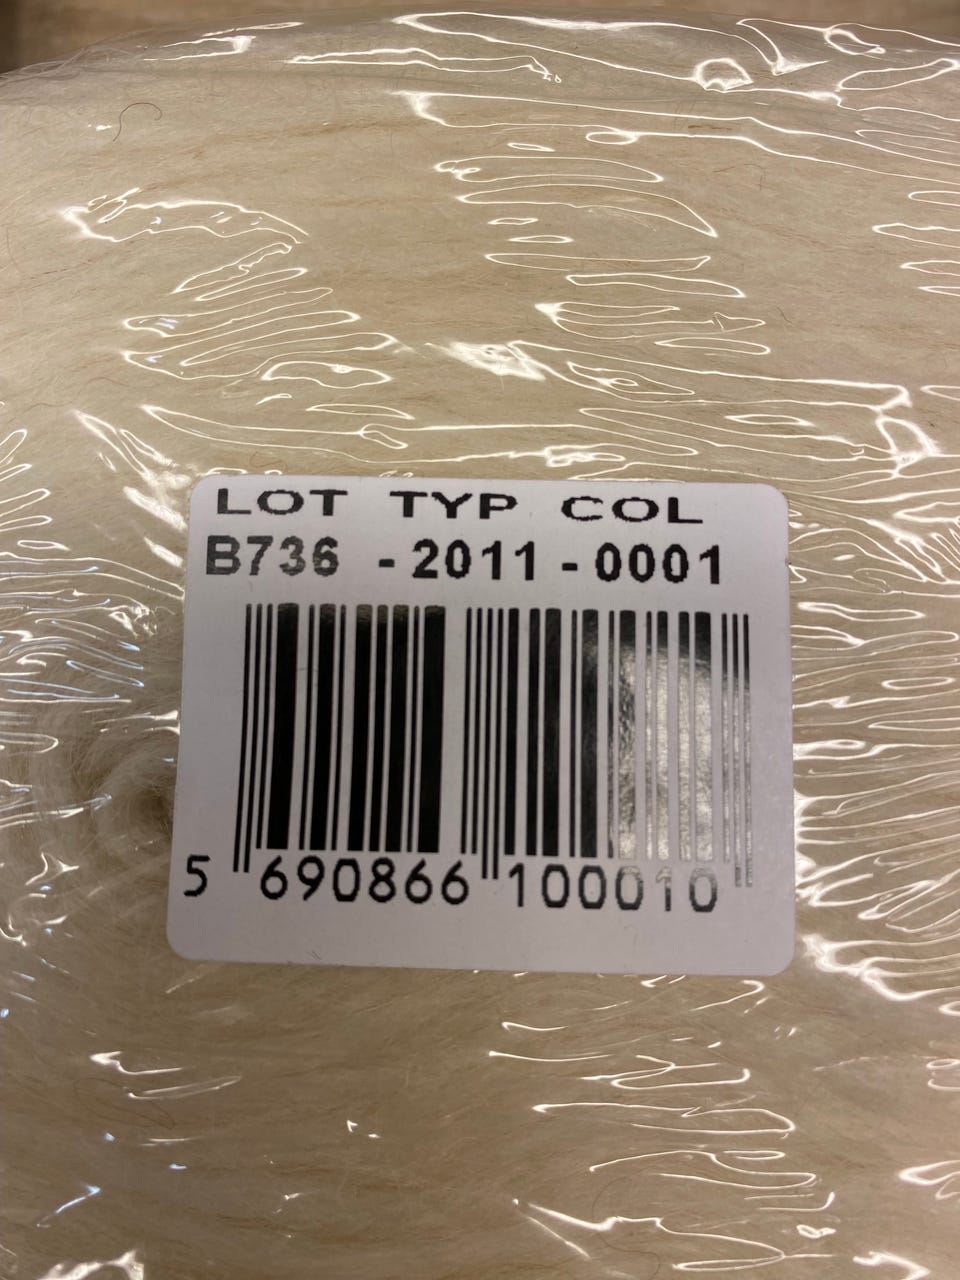 LOT TYP COL
B736 - 2011 - 0001
5 690866 100010